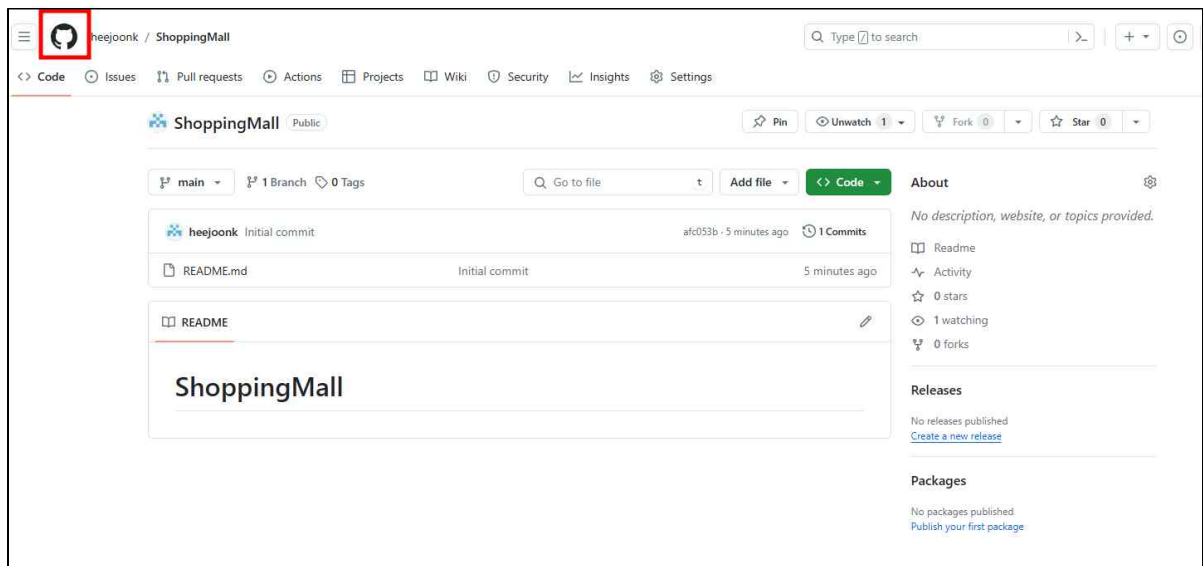 heejoonk / ShoppingMall
Type / to search
Code Issues Pull requests Actions Projects Wiki Security Insights Settings
ShoppingMall Public
Pin Unwatch 1 Fork 0 Star 0
main 1 Branch 0 Tags Go to file t Add file Code
heejoonk Initial commit afc053b · 5 minutes ago 1 Commits
README.md Initial commit 5 minutes ago
README
ShoppingMall
About
No description, website, or topics provided.
Readme
Activity
0 stars
1 watching
0 forks
Releases
No releases published
Create a new release
Packages
No packages published
Publish your first package